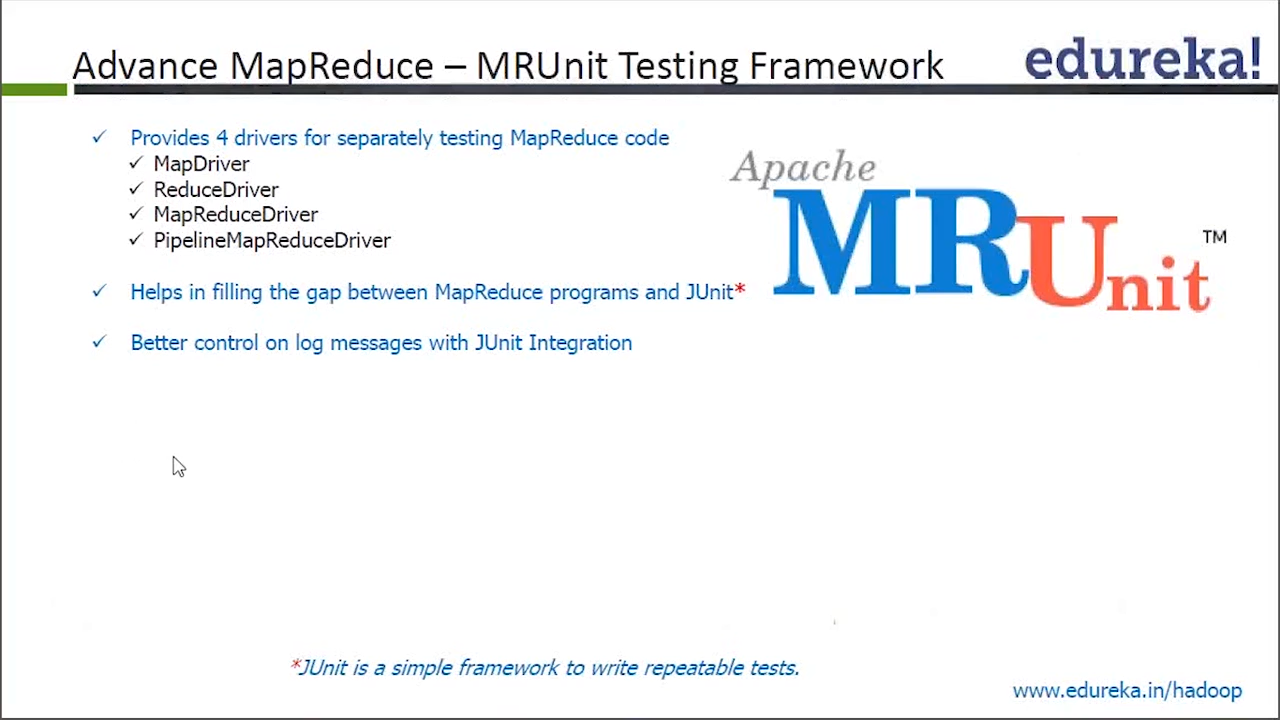 Advance MapReduce – MRUnit Testing Framework
edureka!
✓ Provides 4 drivers for separately testing MapReduce code
✓ MapDriver
✓ ReduceDriver
✓ MapReduceDriver
✓ PipelineMapReduceDriver
✓ Helps in filling the gap between MapReduce programs and JUnit*
✓ Better control on log messages with JUnit Integration
Apache
MRUnit TM
*JUnit is a simple framework to write repeatable tests.
www.edureka.in/hadoop